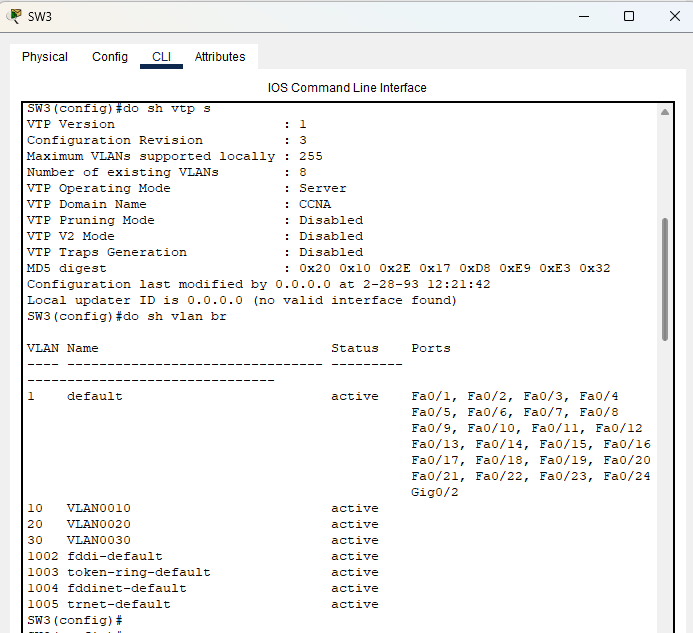 SW3
Physical Config CLI Attributes
IOS Command Line Interface
SW3(config)#do sh vtp s
VTP Version : 1
Configuration Revision : 3
Maximum VLANs supported locally : 255
Number of existing VLANs : 8
VTP Operating Mode : Server
VTP Domain Name : CCNA
VTP Pruning Mode : Disabled
VTP V2 Mode : Disabled
VTP Traps Generation : Disabled
MD5 digest : 0x20 0x10 0x2E 0x17 0xD8 0xE9 0xE3 0x32
Configuration last modified by 0.0.0.0 at 2-28-93 12:21:42
Local updater ID is 0.0.0.0 (no valid interface found)
SW3(config)#do sh vlan br
VLAN Name Status Ports
---- -------------------------------- ---------
-------------------------------
1 default active Fa0/1, Fa0/2, Fa0/3, Fa0/4
Fa0/5, Fa0/6, Fa0/7, Fa0/8
Fa0/9, Fa0/10, Fa0/11, Fa0/12
Fa0/13, Fa0/14, Fa0/15, Fa0/16
Fa0/17, Fa0/18, Fa0/19, Fa0/20
Fa0/21, Fa0/22, Fa0/23, Fa0/24
Gig0/2
10 VLAN0010 active
20 VLAN0020 active
30 VLAN0030 active
1002 fddi-default active
1003 token-ring-default active
1004 fddinet-default active
1005 trnet-default active
SW3(config)#